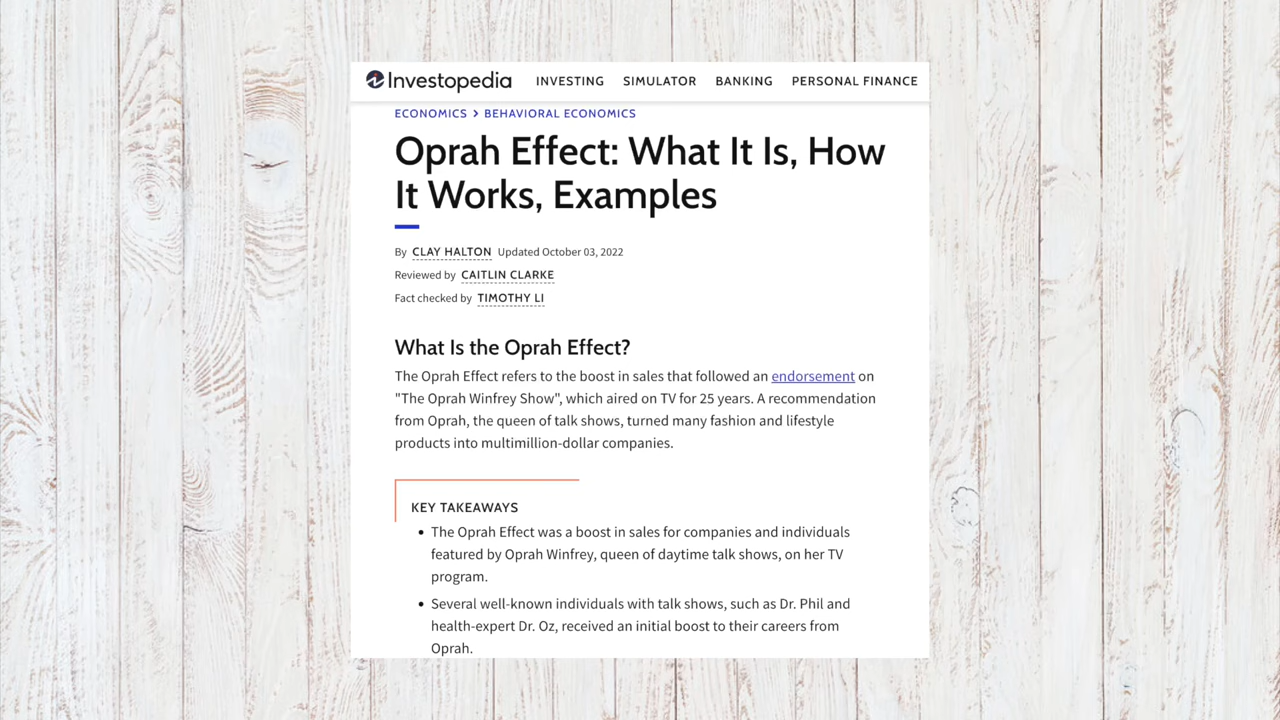 Investopedia INVESTING SIMULATOR BANKING PERSONAL FINANCE
ECONOMICS > BEHAVIORAL ECONOMICS
Oprah Effect: What It Is, How
It Works, Examples
By CLAY HALTON Updated October 03, 2022
Reviewed by CAITLIN CLARKE
Fact checked by TIMOTHY LI
What Is the Oprah Effect?
The Oprah Effect refers to the boost in sales that followed an endorsement on
"The Oprah Winfrey Show", which aired on TV for 25 years. A recommendation
from Oprah, the queen of talk shows, turned many fashion and lifestyle
products into multimillion-dollar companies.
KEY TAKEAWAYS
• The Oprah Effect was a boost in sales for companies and individuals
featured by Oprah Winfrey, queen of daytime talk shows, on her TV
program.
• Several well-known individuals with talk shows, such as Dr. Phil and
health-expert Dr. Oz, received an initial boost to their careers from
Oprah.